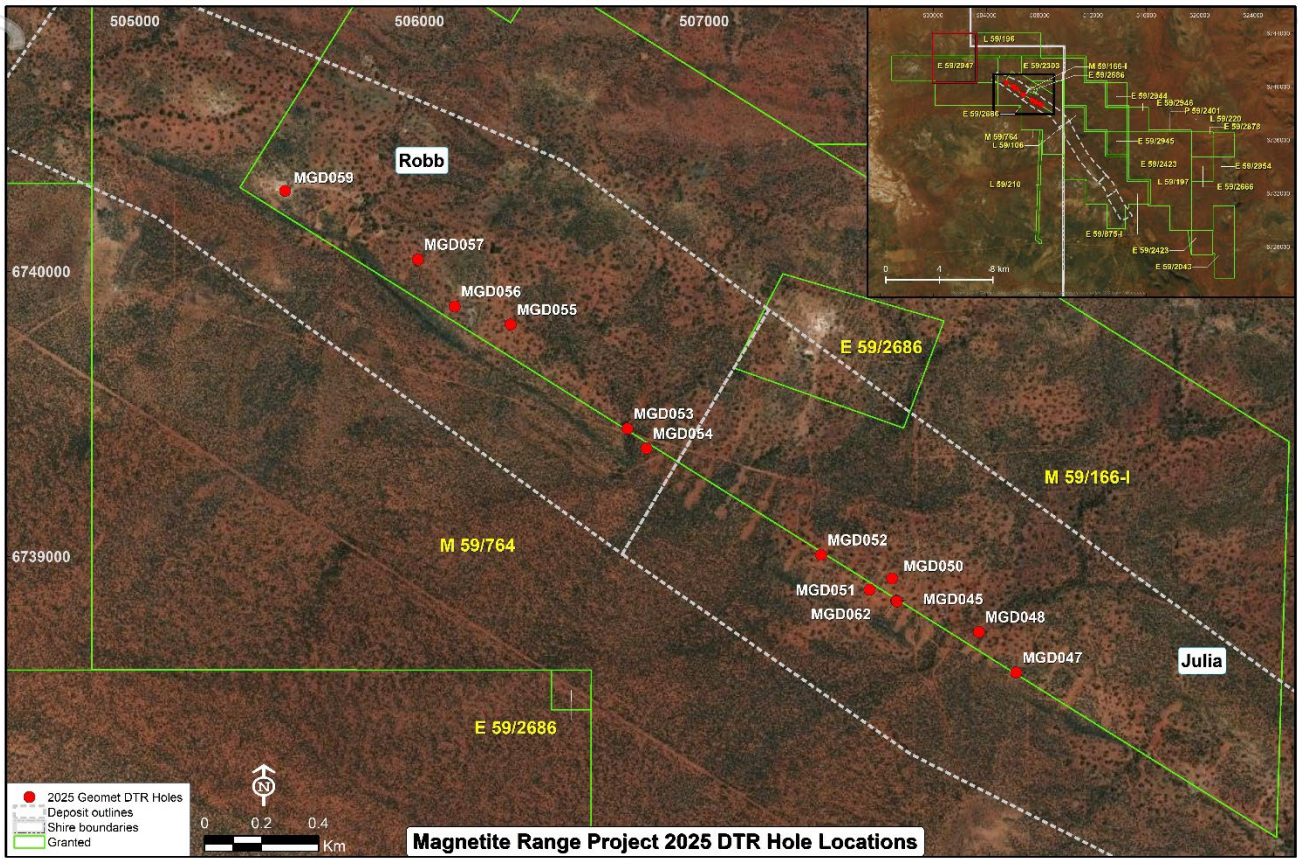 505000
506000
507000
Robb
MGD059
MGD057
6740000
MGD056
MGD055
E 59/2686
MGD053
MGD054
M 59/166-I
MGD052
6739000
M 59/764
MGD050
MGD051
MGD045
MGD062
MGD048
MGD047
Julia
E 59/2686
2025 Geomet DTR Holes
Deposit outlines
Shire boundaries
Granted
N
0 0.2 0.4
Km
Magnetite Range Project 2025 DTR Hole Locations
L 59/196
E 59/2947
E 59/2303
M 59/166-I
E 59/2686
E 59/2944
E 59/2946
P 59/2401
L 59/220
E 59/2878
E 59/2686
M 59/764
L 59/106
E 59/2945
E 59/2423
E 59/2954
L 59/210
L 59/197
E 59/2666
E 59/875-I
E 59/2423
E 59/2043
0 4 8 km